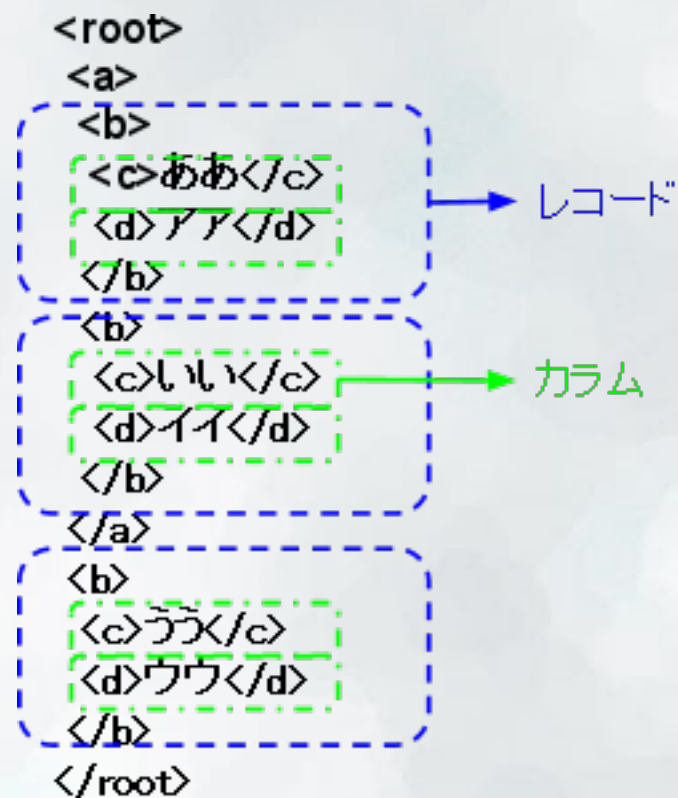 <root>
<a>
<b>
<c>ああ</c>
<d>アア</d>
</b>
レコード
<b>
<c>いい</c>
<d>イイ</d>
</b>
カラム
</a>
<b>
<c>うう</c>
<d>ウウ</d>
</b>
</root>